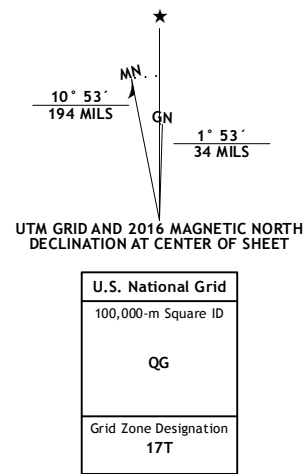 ★
MN
GN
10° 53´
194 MILS
1° 53´
34 MILS
UTM GRID AND 2016 MAGNETIC NORTH
DECLINATION AT CENTER OF SHEET
U.S. National Grid
100,000-m Square ID
QG
Grid Zone Designation
17T